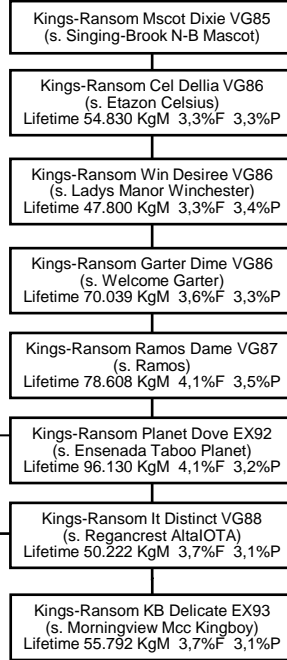 Kings-Ransom Mscot Dixie VG85
(s. Singing-Brook N-B Mascot)
Kings-Ransom Cel Dellia VG86
(s. Etazon Celsius)
Lifetime 54.830 KgM 3,3%F 3,3%P
Kings-Ransom Win Desiree VG86
(s. Ladys Manor Winchester)
Lifetime 47.800 KgM 3,3%F 3,4%P
Kings-Ransom Garter Dime VG86
(s. Welcome Garter)
Lifetime 70.039 KgM 3,6%F 3,3%P
Kings-Ransom Ramos Dame VG87
(s. Ramos)
Lifetime 78.608 KgM 4,1%F 3,5%P
Kings-Ransom Planet Dove EX92
(s. Ensenada Taboo Planet)
Lifetime 96.130 KgM 4,1%F 3,2%P
Kings-Ransom It Distinct VG88
(s. Regancrest AltaIOTA)
Lifetime 50.222 KgM 3,7%F 3,1%P
Kings-Ransom KB Delicate EX93
(s. Morningview Mcc Kingboy)
Lifetime 55.792 KgM 3,7%F 3,1%P